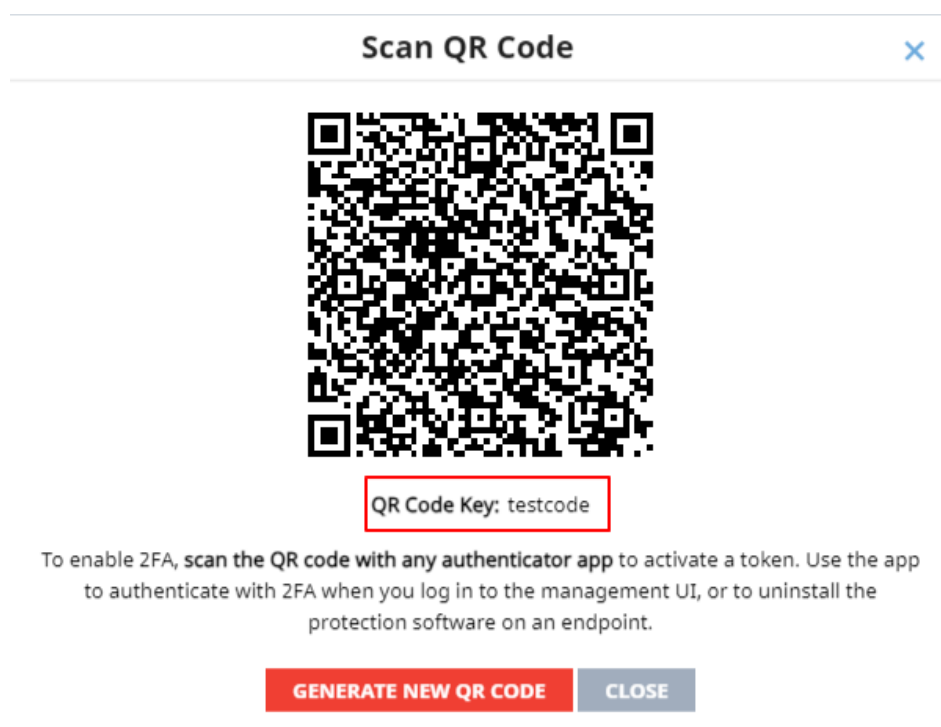 Scan QR Code
QR Code Key: testcode
To enable 2FA, scan the QR code with any authenticator app to activate a token. Use the app
to authenticate with 2FA when you log in to the management UI, or to uninstall the
protection software on an endpoint.
GENERATE NEW QR CODE CLOSE